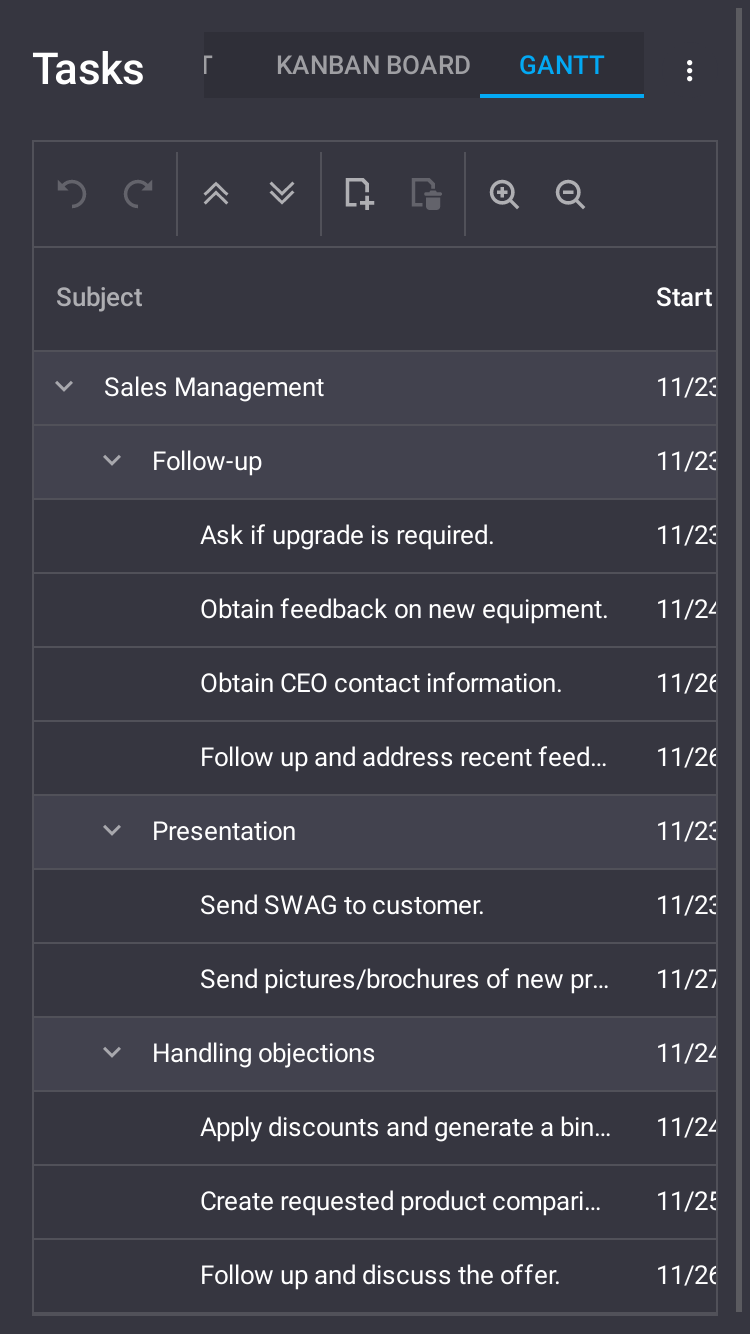 Tasks
T
KANBAN BOARD
GANTT
Subject
Start
Sales Management
11/23
Follow-up
11/23
Ask if upgrade is required.
11/23
Obtain feedback on new equipment.
11/24
Obtain CEO contact information.
11/26
Follow up and address recent feed...
11/26
Presentation
11/23
Send SWAG to customer.
11/23
Send pictures/brochures of new pr...
11/27
Handling objections
11/24
Apply discounts and generate a bin...
11/24
Create requested product compari...
11/25
Follow up and discuss the offer.
11/26